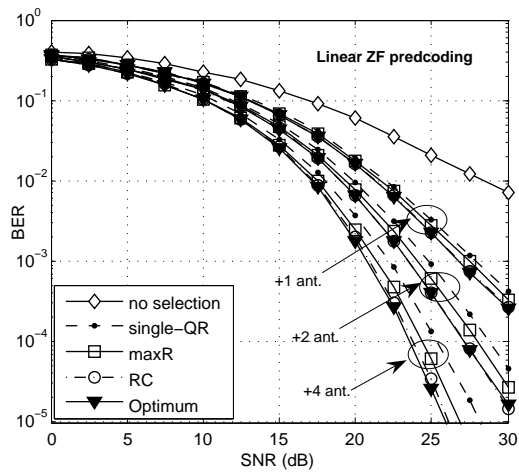 Linear ZF predcoding
10^0
10^-1
10^-2
10^-3
10^-4
10^-5
BER
+1 ant.
+2 ant.
+4 ant.
no selection
single-QR
maxR
RC
Optimum
0 5 10 15 20 25 30
SNR (dB)